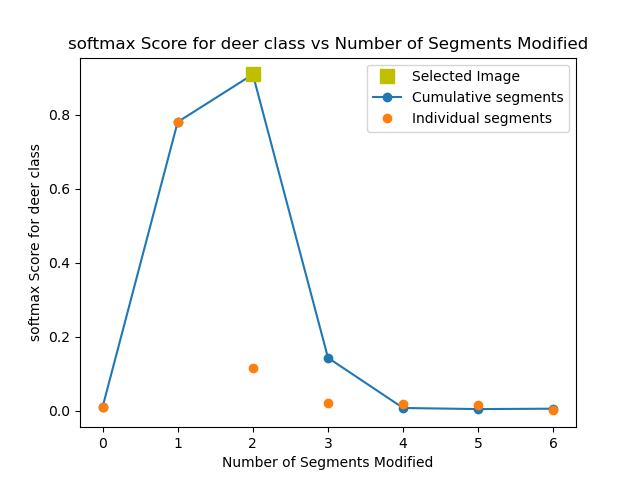 softmax Score for deer class vs Number of Segments Modified
Selected Image
Cumulative segments
Individual segments
softmax Score for deer class
0.8
0.6
0.4
0.2
0.0
0 1 2 3 4 5 6
Number of Segments Modified